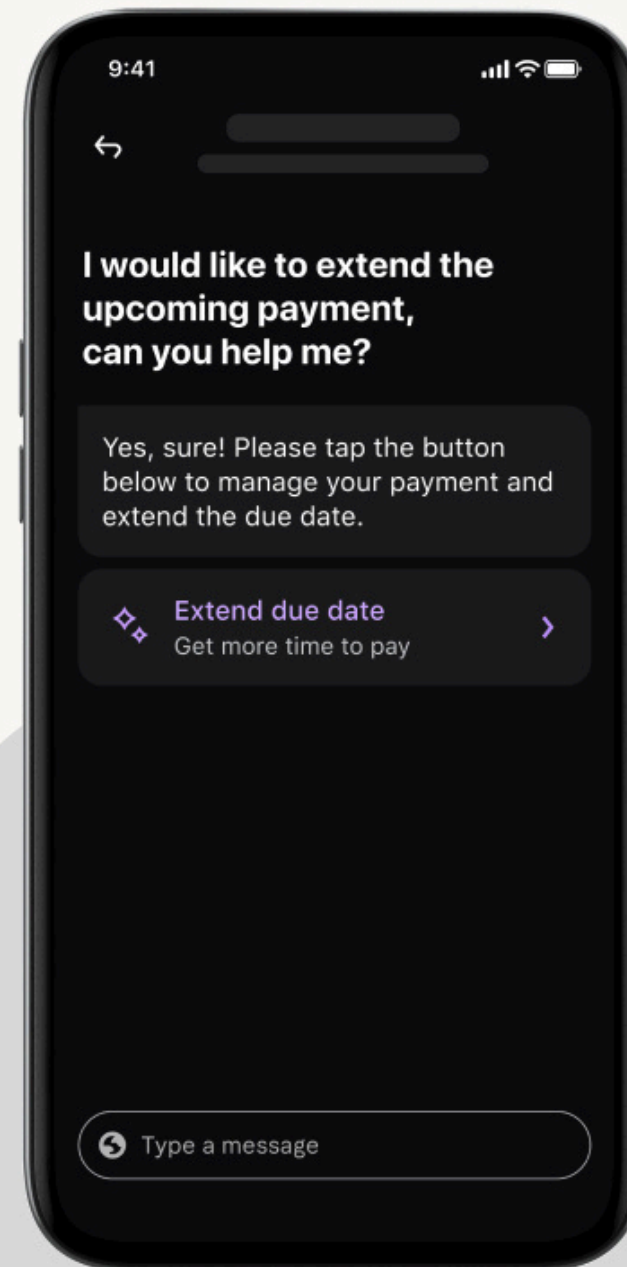 9:41
I would like to extend the
upcoming payment,
can you help me?
Yes, sure! Please tap the button
below to manage your payment and
extend the due date.
Extend due date
Get more time to pay
Type a message